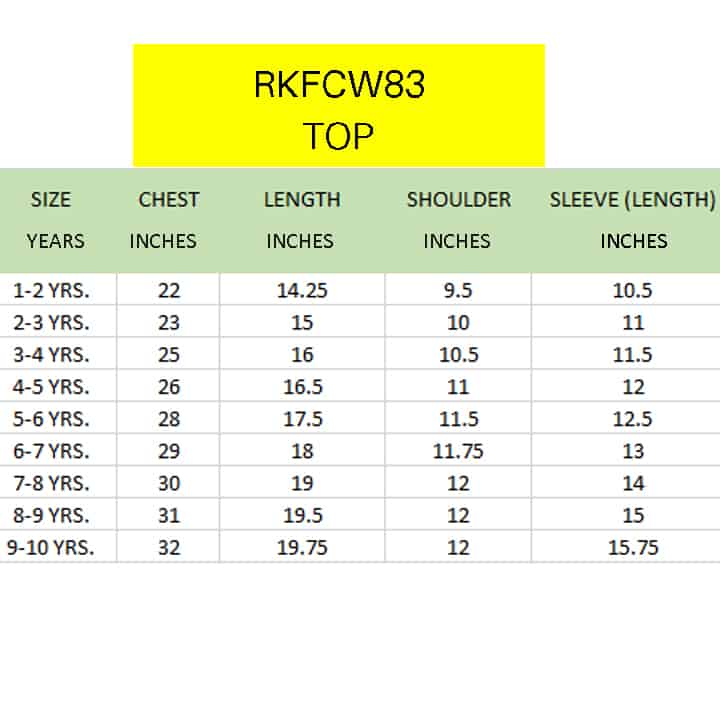 RKFCW83
TOP
SIZE CHEST LENGTH SHOULDER SLEEVE (LENGTH)
YEARS INCHES INCHES INCHES INCHES
1-2 YRS. 22 14.25 9.5 10.5
2-3 YRS. 23 15 10 11
3-4 YRS. 25 16 10.5 11.5
4-5 YRS. 26 16.5 11 12
5-6 YRS. 28 17.5 11.5 12.5
6-7 YRS. 29 18 11.75 13
7-8 YRS. 30 19 12 14
8-9 YRS. 31 19.5 12 15
9-10 YRS. 32 19.75 12 15.75